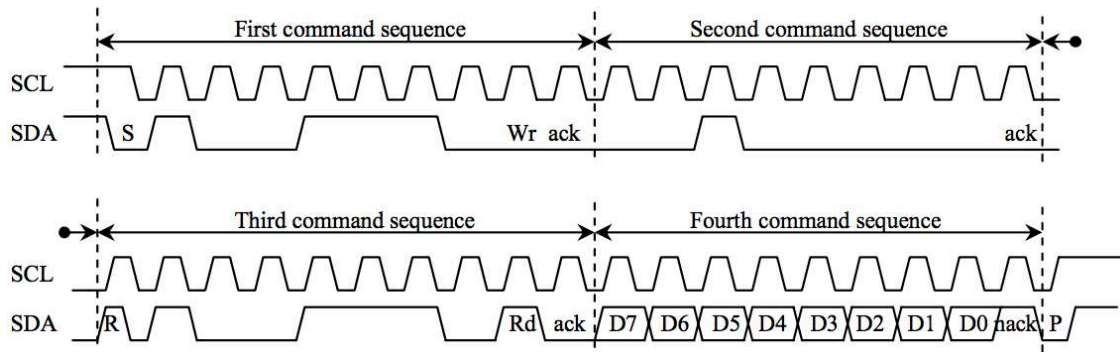 First command sequence Second command sequence
SCL
SDA S Wr ack ack
Third command sequence Fourth command sequence
SCL
SDA R Rd ack D7 D6 D5 D4 D3 D2 D1 D0 nack P